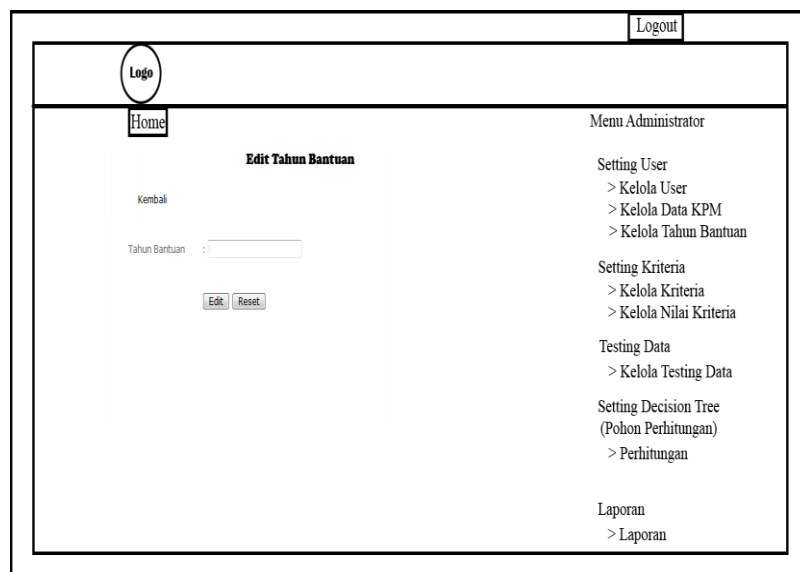 Logout
Logo
Home
Edit Tahun Bantuan
Kembali
Tahun Bantuan :
Edit Reset
Menu Administrator
Setting User
> Kelola User
> Kelola Data KPM
> Kelola Tahun Bantuan
Setting Kriteria
> Kelola Kriteria
> Kelola Nilai Kriteria
Testing Data
> Kelola Testing Data
Setting Decision Tree
(Pohon Perhitungan)
> Perhitungan
Laporan
> Laporan